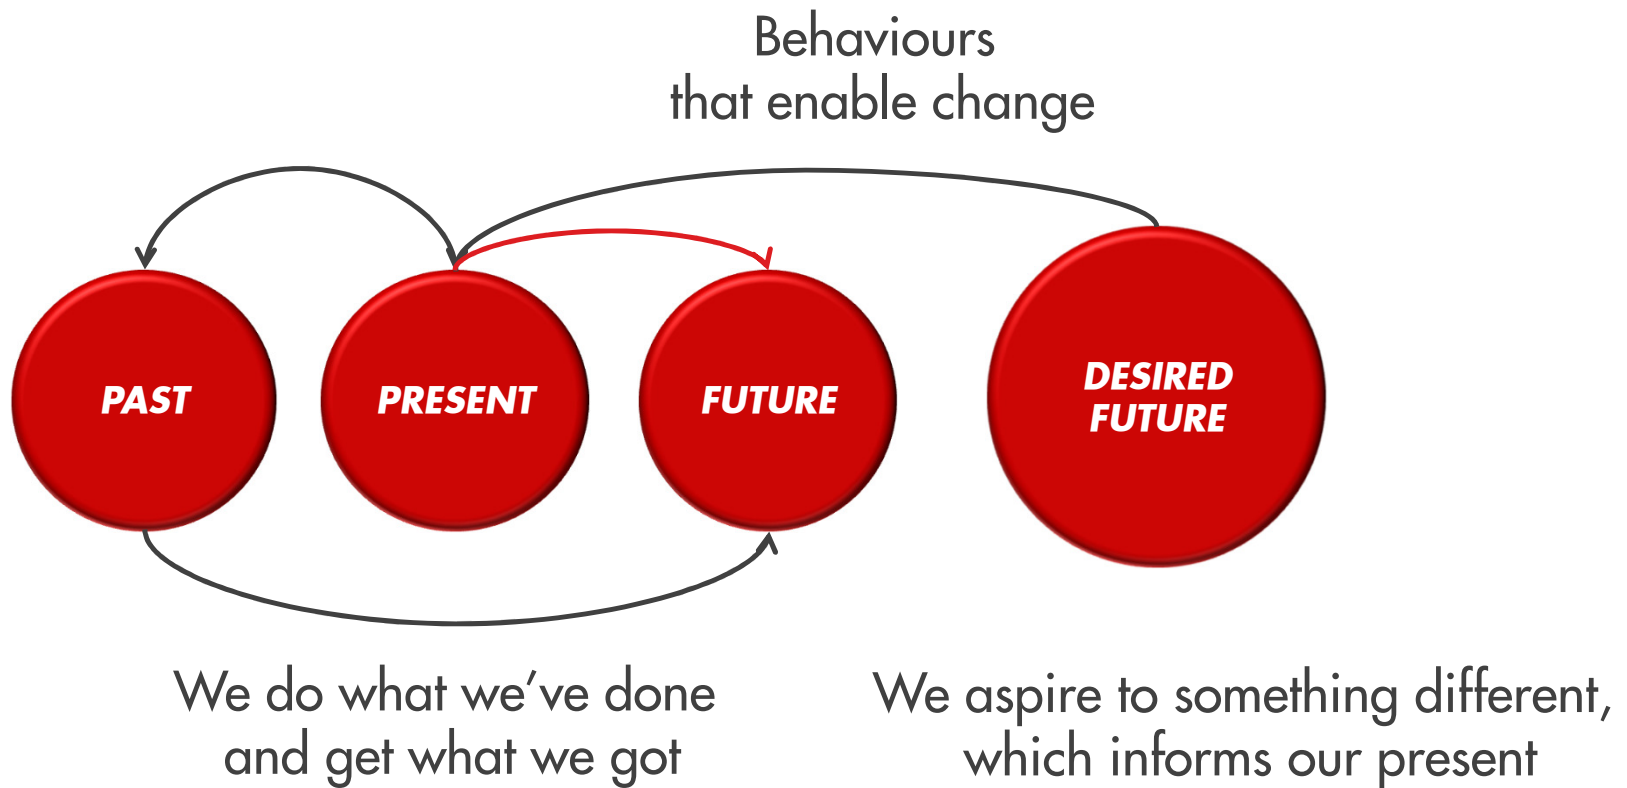 Behaviours
that enable change
PAST
PRESENT
FUTURE
DESIRED
FUTURE
We do what we’ve done
and get what we got
We aspire to something different,
which informs our present